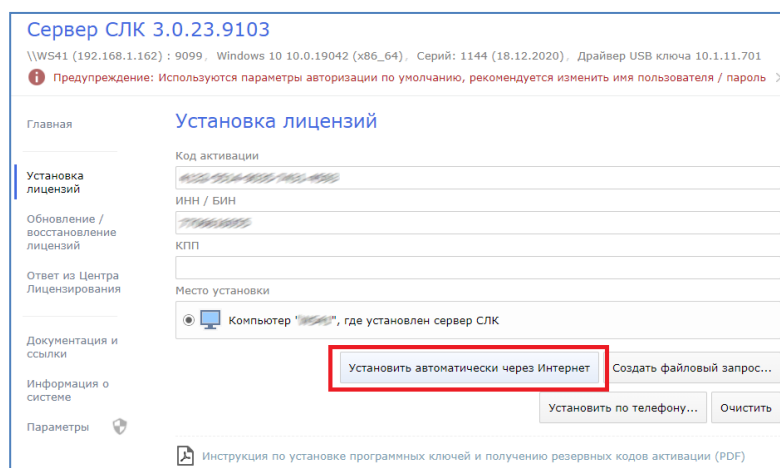 Сервер СЛК 3.0.23.9103
\\WS41 (192.168.1.162) : 9099, Windows 10 10.0.19042 (x86_64), Серий: 1144 (18.12.2020), Драйвер USB ключа 10.1.11.701
Предупреждение: Используются параметры авторизации по умолчанию, рекомендуется изменить имя пользователя / пароль
Главная
Установка лицензий
Обновление / восстановление лицензий
Ответ из Центра Лицензирования
Документация и ссылки
Информация о системе
Параметры
Установка лицензий
Код активации
ИНН / БИН
КПП
Место установки
Компьютер "", где установлен сервер СЛК
Установить автоматически через Интернет
Создать файловый запрос...
Установить по телефону...
Очистить
Инструкция по установке программных ключей и получению резервных кодов активации (PDF)